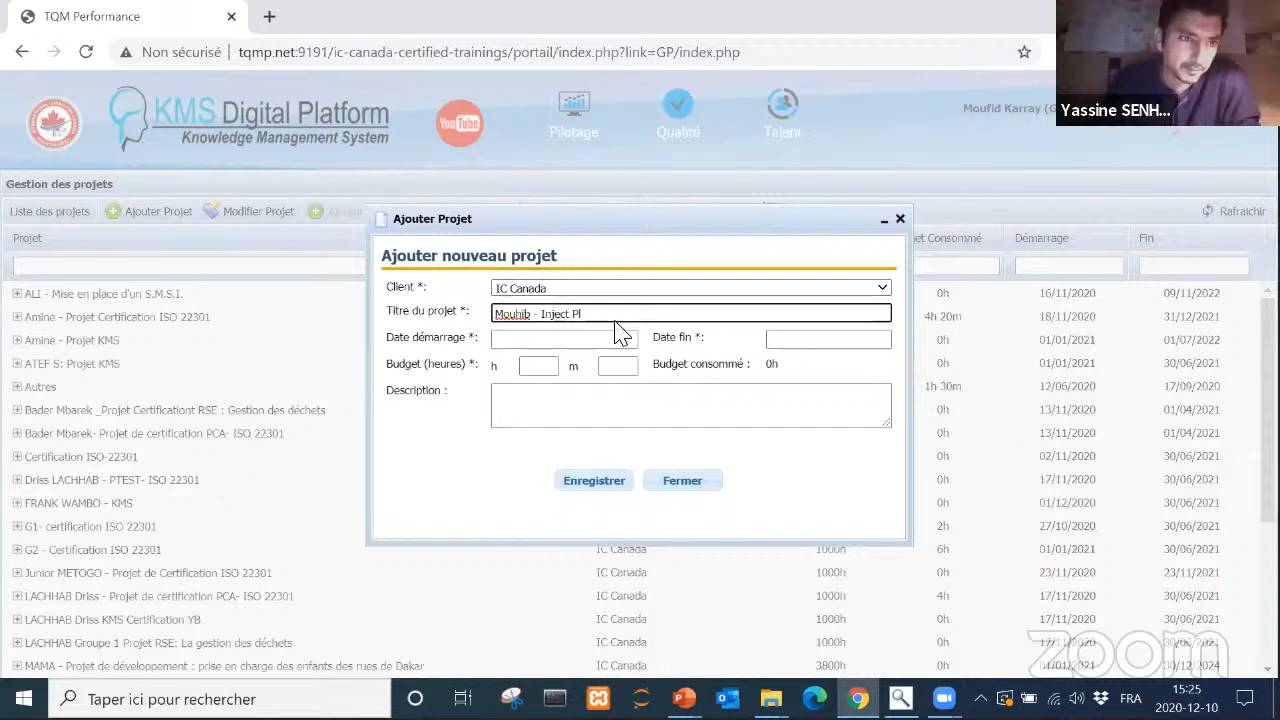 TQM Performance
Non sécurisé tqmp.net:9191/ic-canada-certified-trainings/portail/index.php?link=GP/index.php
Yassine SENH...
KMS Digital Platform
Knowledge Management System
YouTube
Pilotage Qualité Talent
Moufid Karray (G
Gestion des projets
Liste des projets Ajouter Projet Modifier Projet Ajouter Rafraichir
Projet et Consommé Démarrage Fin
Ajouter Projet
Ajouter nouveau projet
Client *: IC Canada
Titre du projet *: Mouhib - Inject Pl
Date démarrage *: Date fin *:
Budget (heures) *: h m Budget consommé : 0h
Description :
Enregistrer Fermer
ALI - Mise en place d'un S.M.S.I. 0h 16/11/2020 09/11/2022
Amine - Projet Certification ISO 22301 4h 20m 18/11/2020 31/12/2021
Amine - Projet KMS 0h 01/01/2021 01/07/2022
ATEF S : Projet KMS 0h 01/01/2021 30/06/2021
Autres 1h 30m 12/06/2020 17/09/2020
Bader Mbarek _Projet Certificationt RSE : Gestion des déchets 0h 13/11/2020 01/04/2021
Bader Mbarek- Projet de certification PCA- ISO 22301 0h 13/11/2020 01/04/2021
Certification ISO-22301 0h 02/11/2020 30/06/2021
Driss LACHHAB - PTEST- ISO 22301 0h 17/11/2020 30/06/2021
FRANK WAMBO - KMS 0h 01/12/2020 30/06/2021
G1- certification ISO 22301 2h 27/10/2020 30/06/2021
G2 - Certification ISO 22301 IC Canada 1000h 6h 01/01/2021 30/06/2021
Junior METOGO - Projet de Certification ISO 22301 IC Canada 1000h 0h 23/11/2020 23/11/2021
LACHHAB Driss - Projet de certification PCA- ISO 22301 IC Canada 1000h 4h 17/11/2020 30/06/2021
LACHHAB Driss KMS Certification YB IC Canada 1000h 0h 17/11/2020 30/06/2021
LACHHAB Groupe 1 Projet RSE: La gestion des déchets IC Canada 1000h 0h 17/11/2020 30/06/2021
MAMA - Projet de développement : prise en charge des enfants des rues de Dakar IC Canada 3800h 0h 01/01/2021 30/12/2024
zoom
Taper ici pour rechercher
FRA
15:25
2020-12-10